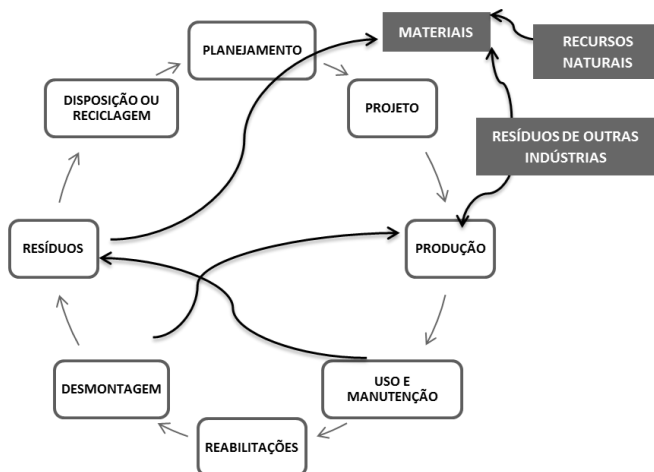 PLANEJAMENTO
MATERIAIS
RECURSOS
NATURAIS
DISPOSIÇÃO OU
RECICLAGEM
PROJETO
RESÍDUOS DE OUTRAS
INDÚSTRIAS
RESÍDUOS
PRODUÇÃO
DESMONTAGEM
USO E
MANUTENÇÃO
REABILITAÇÕES